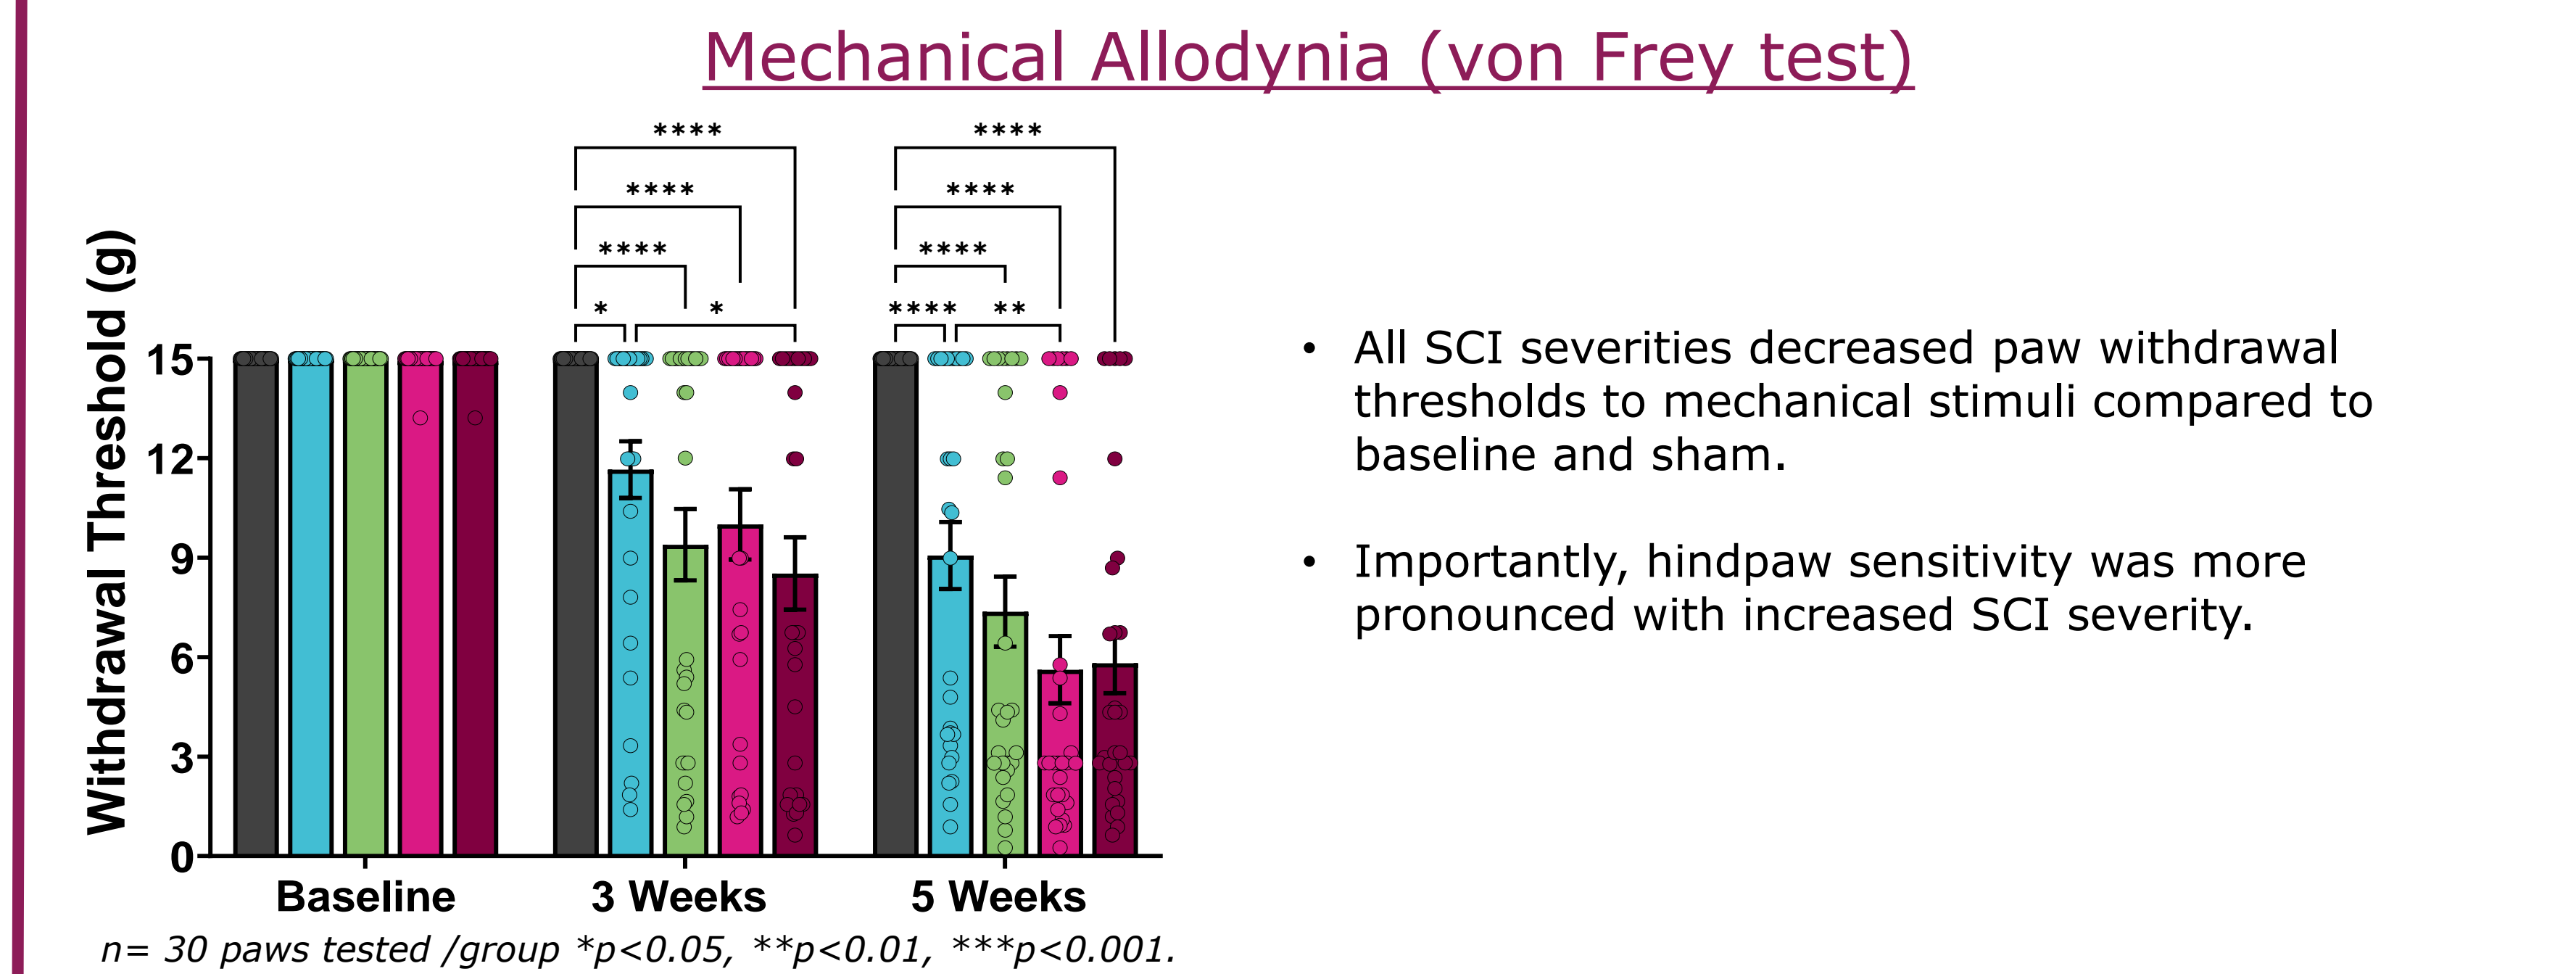 Mechanical Allodynia (von Frey test)
**** ****
**** ****
**** ****
* * **** **
Withdrawal Threshold (g)
15
12
9
6
3
0
Baseline 3 Weeks 5 Weeks
n= 30 paws tested /group *p<0.05, **p<0.01, ***p<0.001.
• All SCI severities decreased paw withdrawal
thresholds to mechanical stimuli compared to
baseline and sham.
• Importantly, hindpaw sensitivity was more
pronounced with increased SCI severity.